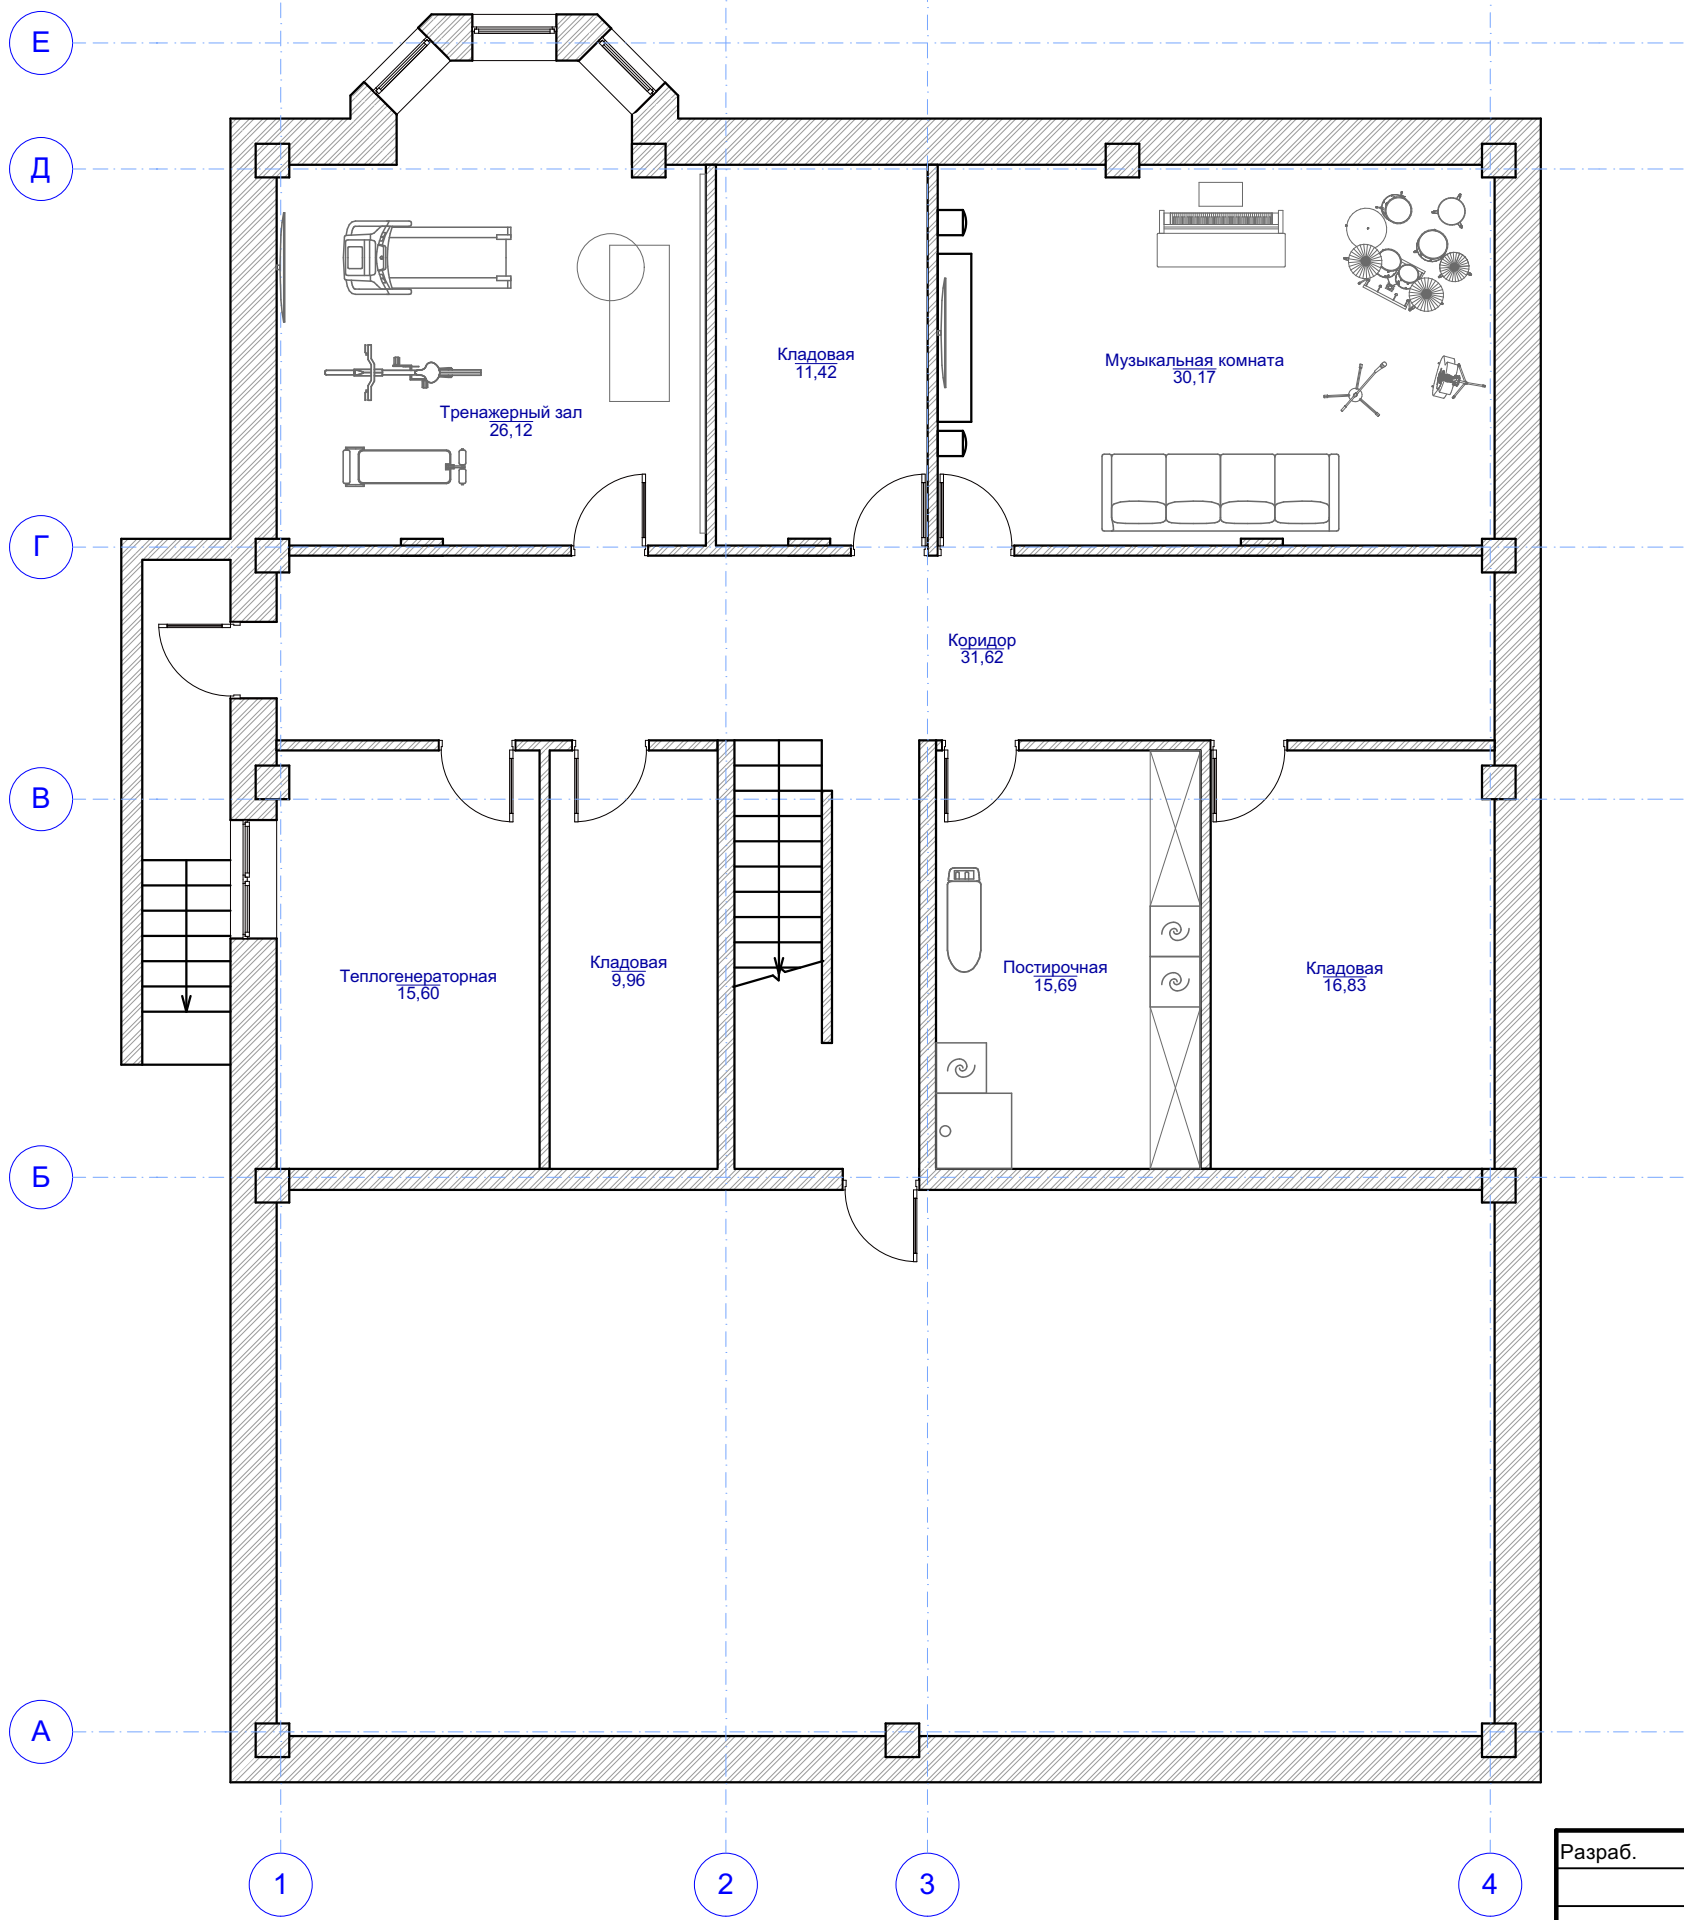 Е
Д
Кладовая
11,42
Музыкальная комната
30,17
Тренажерный зал
26,12
Г
Коридор
31,62
В
Теплогенераторная
15,60
Кладовая
9,96
Постирочная
15,69
Кладовая
16,83
Б
А
1
2
3
4
Разраб.